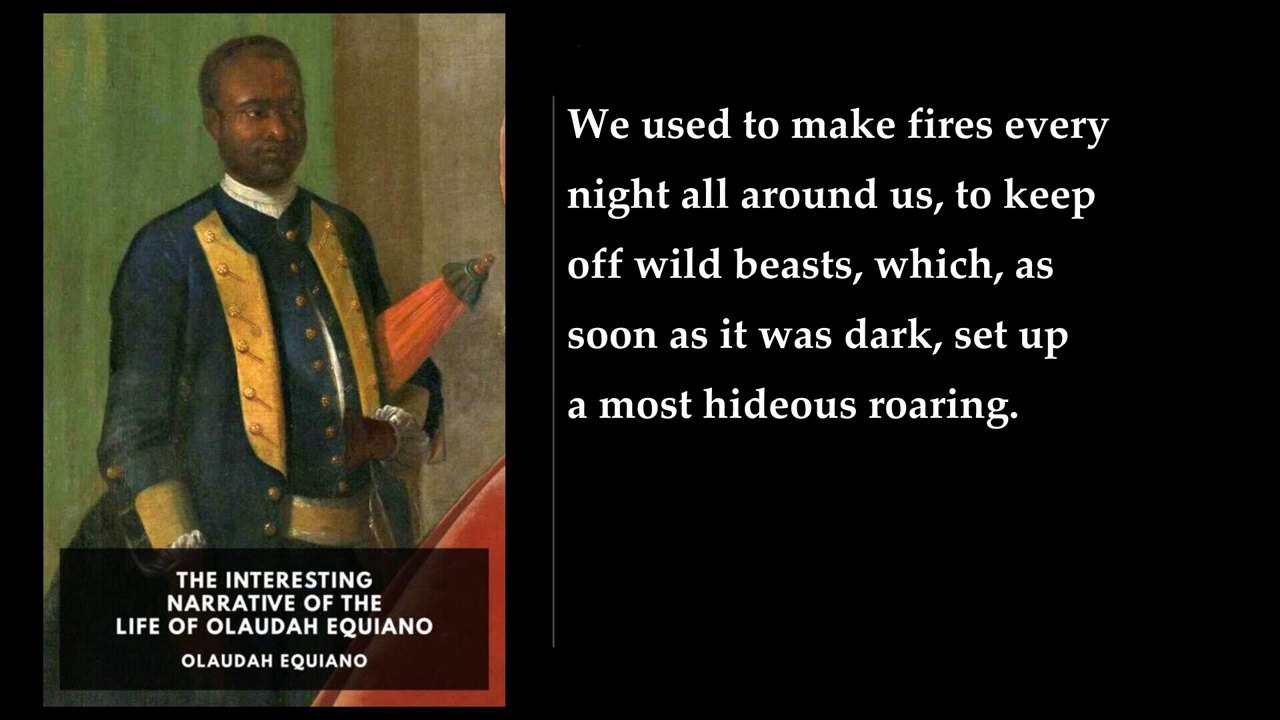 We used to make fires every
night all around us, to keep
off wild beasts, which, as
soon as it was dark, set up
a most hideous roaring.
THE INTERESTING
NARRATIVE OF THE
LIFE OF OLAUDAH EQUIANO
OLAUDAH EQUIANO